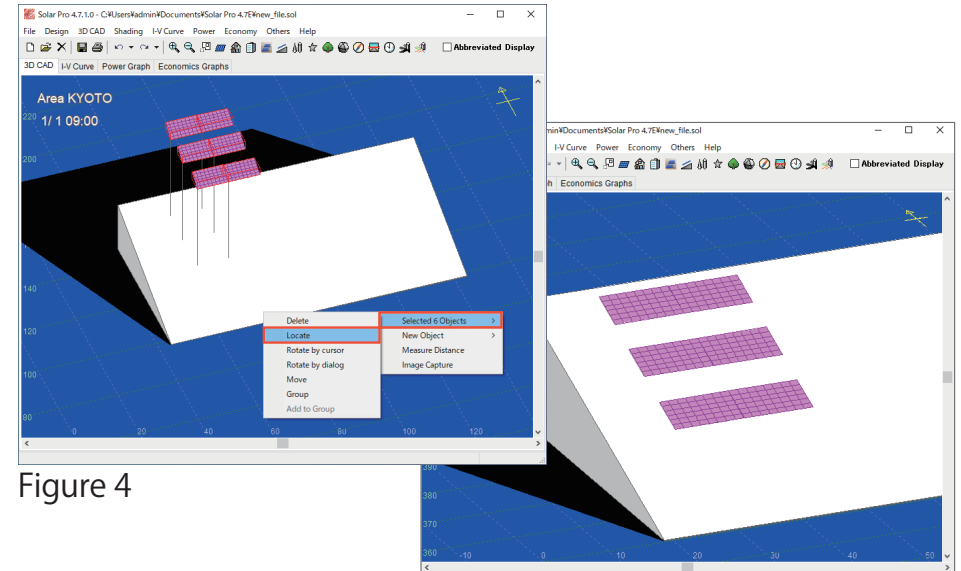 Solar Pro 4.7.1.0 - C:¥Users¥admin¥Documents¥Solar Pro 4.7E¥new_file.sol
File Design 3D CAD Shading I-V Curve Power Economy Others Help
Abbreviated Display
3D CAD I-V Curve Power Graph Economics Graphs
Area KYOTO
1/ 1 09:00
220
200
140
120
100
80
0 20 40 60 80 100 120
Delete
Locate
Rotate by cursor
Rotate by dialog
Move
Group
Add to Group
Selected 6 Objects >
New Object >
Measure Distance
Image Capture
Figure 4
min¥Documents¥Solar Pro 4.7E¥new_file.sol
I-V Curve Power Economy Others Help
Abbreviated Display
h Economics Graphs
390
380
370
360
-10 0 10 20 30 40 50